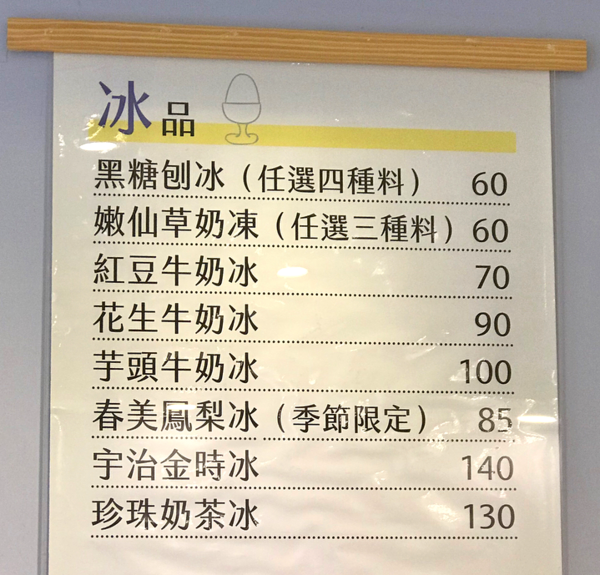 冰品
黑糖刨冰（任選四種料） 60
嫩仙草奶凍（任選三種料） 60
紅豆牛奶冰 70
花生牛奶冰 90
芋頭牛奶冰 100
春美鳳梨冰（季節限定） 85
宇治金時冰 140
珍珠奶茶冰 130